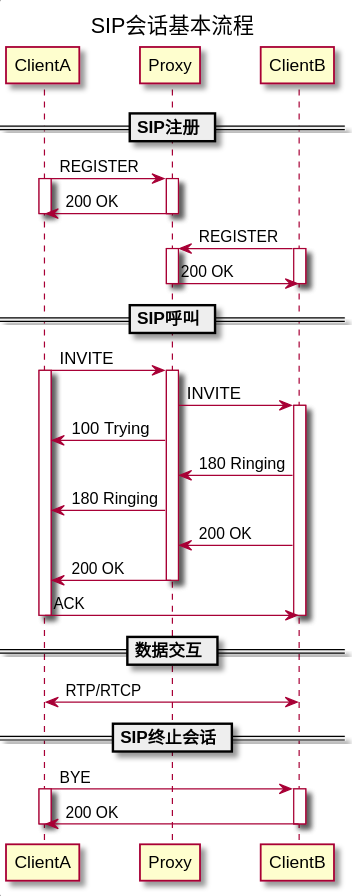 SIP会话基本流程
ClientA Proxy ClientB
SIP注册
REGISTER
200 OK
REGISTER
200 OK
SIP呼叫
INVITE
INVITE
100 Trying
180 Ringing
180 Ringing
200 OK
200 OK
ACK
数据交互
RTP/RTCP
SIP终止会话
BYE
200 OK
ClientA Proxy ClientB